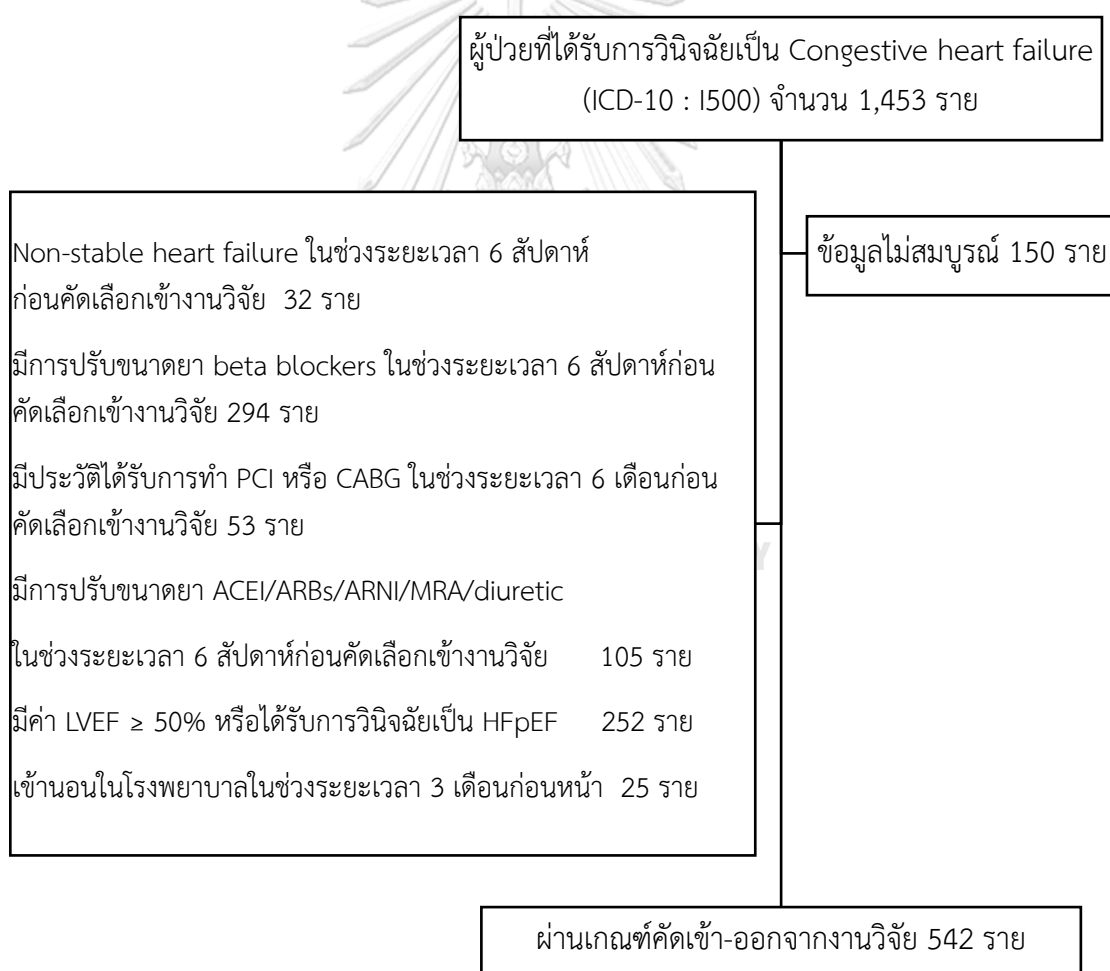 ผู้ป่วยที่ได้รับการวินิจฉัยเป็น Congestive heart failure
(ICD-10 : I500) จำนวน 1,453 ราย
ข้อมูลไม่สมบูรณ์ 150 ราย
Non-stable heart failure ในช่วงระยะเวลา 6 สัปดาห์
ก่อนคัดเลือกเข้างานวิจัย 32 ราย
มีการปรับขนาดยา beta blockers ในช่วงระยะเวลา 6 สัปดาห์ก่อน
คัดเลือกเข้างานวิจัย 294 ราย
มีประวัติได้รับการทำ PCI หรือ CABG ในช่วงระยะเวลา 6 เดือนก่อน
คัดเลือกเข้างานวิจัย 53 ราย
มีการปรับขนาดยา ACEI/ARBs/ARNI/MRA/diuretic
ในช่วงระยะเวลา 6 สัปดาห์ก่อนคัดเลือกเข้างานวิจัย 105 ราย
มีค่า LVEF ≥ 50% หรือได้รับการวินิจฉัยเป็น HFpEF 252 ราย
เข้านอนในโรงพยาบาลในช่วงระยะเวลา 3 เดือนก่อนหน้า 25 ราย
ผ่านเกณฑ์คัดเข้า-ออกจากงานวิจัย 542 ราย